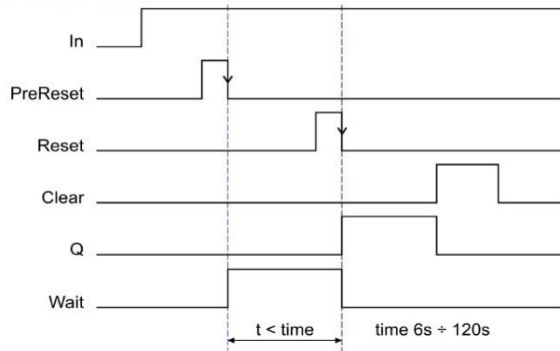 In
PreReset
Reset
Clear
Q
Wait
t < time time 6s ÷ 120s